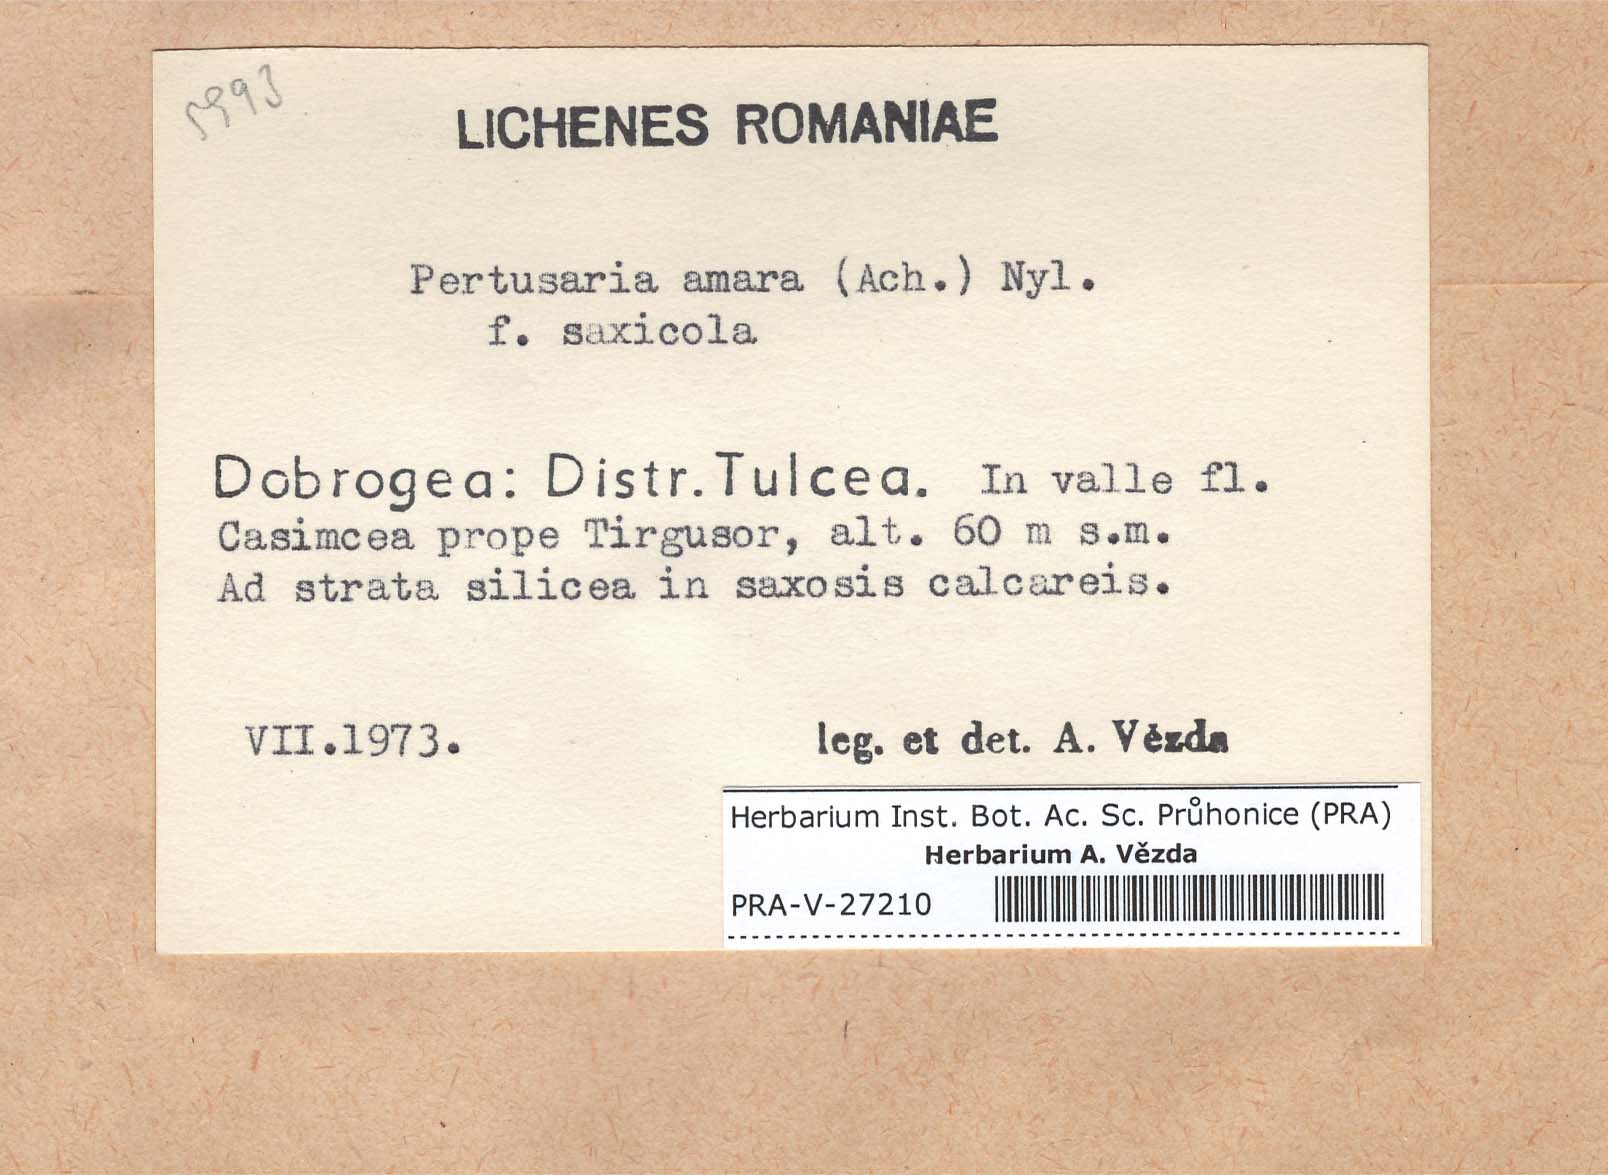 5993
LICHENES ROMANIAE
Pertusaria amara (Ach.) Nyl.
f. saxicola
Dobrogea: Distr. Tulcea. In valle fl.
Casimcea prope Tirgusor, alt. 60 m s.m.
Ad strata silicea in saxosis calcareis.
VII.1973.
leg. et det. A. Vězda
Herbarium Inst. Bot. Ac. Sc. Průhonice (PRA)
Herbarium A. Vězda
PRA-V-27210